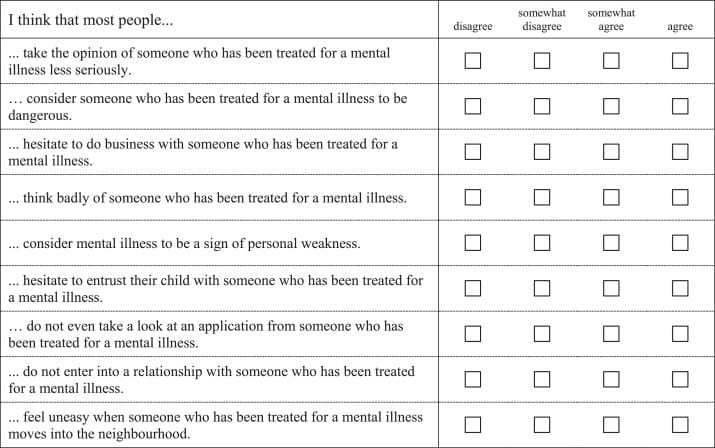 I think that most people...
disagree
somewhat
disagree
somewhat
agree
agree
... take the opinion of someone who has been treated for a mental
illness less seriously.
… consider someone who has been treated for a mental illness to be
dangerous.
... hesitate to do business with someone who has been treated for a
mental illness.
... think badly of someone who has been treated for a mental illness.
... consider mental illness to be a sign of personal weakness.
... hesitate to entrust their child with someone who has been treated for
a mental illness.
… do not even take a look at an application from someone who has
been treated for a mental illness.
... do not enter into a relationship with someone who has been treated
for a mental illness.
... feel uneasy when someone who has been treated for a mental illness
moves into the neighbourhood.